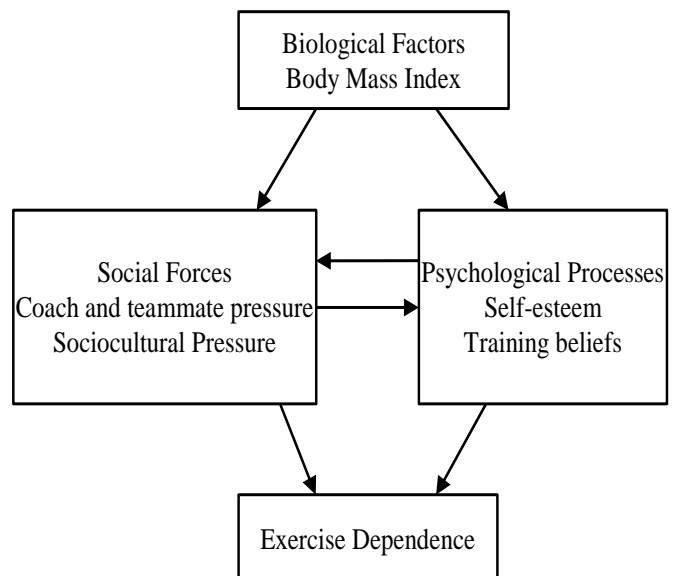 Biological Factors
Body Mass Index
Social Forces
Coach and teammate pressure
Sociocultural Pressure
Psychological Processes
Self-esteem
Training beliefs
Exercise Dependence